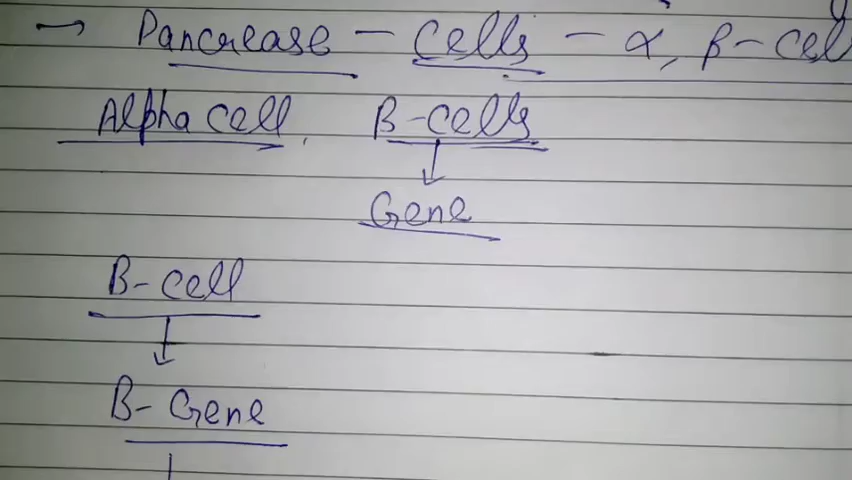 → Pancrease - Cells - α, β- cel
Alpha cell, β-cells
↓
Gene
B-cell
↓
B- Gene